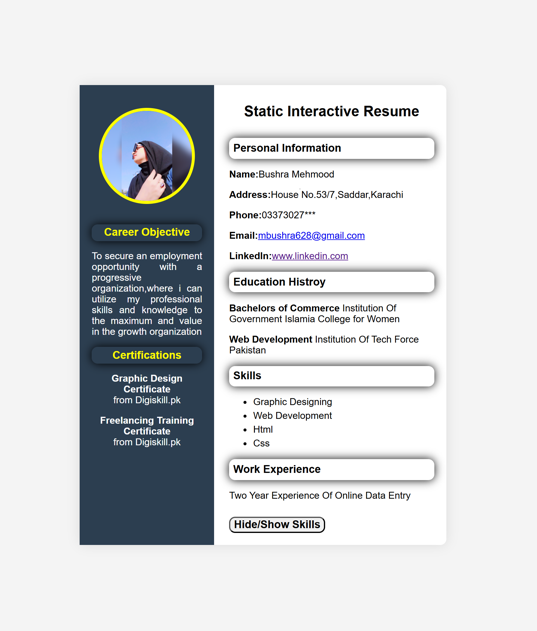 Career Objective
To secure an employment
opportunity with a
progressive
organization,where i can
utilize my professional
skills and knowledge to
the maximum and value
in the growth organization
Certifications
Graphic Design
Certificate
from Digiskill.pk
Freelancing Training
Certificate
from Digiskill.pk
Static Interactive Resume
Personal Information
Name:Bushra Mehmood
Address:House No.53/7,Saddar,Karachi
Phone:03373027***
Email:mbushra628@gmail.com
LinkedIn:www.linkedin.com
Education Histroy
Bachelors of Commerce Institution Of
Government Islamia College for Women
Web Development Institution Of Tech Force
Pakistan
Skills
Graphic Designing
Web Development
Html
Css
Work Experience
Two Year Experience Of Online Data Entry
Hide/Show Skills